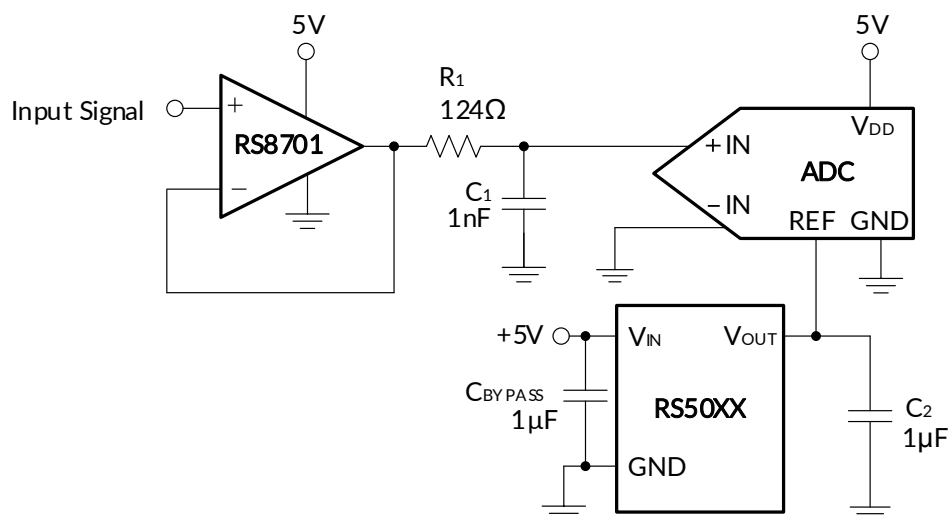 5V
5V
Input Signal
+
RS8701
−
R1
124Ω
C1
1nF
VDD
+ IN
ADC
− IN
REF
GND
+5V
VIN
VOUT
CBYPASS
1µF
RS50XX
GND
C2
1µF